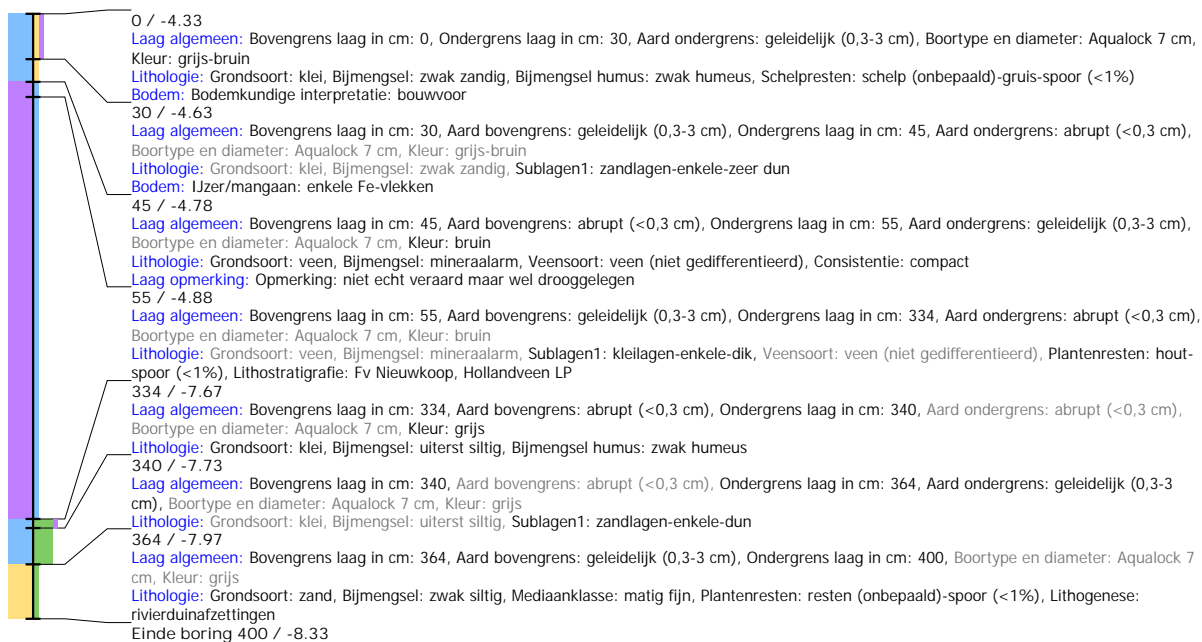 0 / -4.33
Laag algemeen: Bovengrens laag in cm: 0, Ondergrens laag in cm: 30, Aard ondergrens: geleidelijk (0,3-3 cm), Boortype en diameter: Aqualock 7 cm,
Kleur: grijs-bruin
Lithologie: Grondsoort: klei, Bijmengsel: zwak zandig, Bijmengsel humus: zwak humeus, Schelpresten: schelp (onbepaald)-gruis-spoor (<1%)
Bodem: Bodemkundige interpretatie: bouwvoor
30 / -4.63
Laag algemeen: Bovengrens laag in cm: 30, Aard bovengrens: geleidelijk (0,3-3 cm), Ondergrens laag in cm: 45, Aard ondergrens: abrupt (<0,3 cm),
Boortype en diameter: Aqualock 7 cm, Kleur: grijs-bruin
Lithologie: Grondsoort: klei, Bijmengsel: zwak zandig, Sublagen1: zandlagen-enkele-zeer dun
Bodem: IJzer/mangaan: enkele Fe-vlekken
45 / -4.78
Laag algemeen: Bovengrens laag in cm: 45, Aard bovengrens: abrupt (<0,3 cm), Ondergrens laag in cm: 55, Aard ondergrens: geleidelijk (0,3-3 cm),
Boortype en diameter: Aqualock 7 cm, Kleur: bruin
Lithologie: Grondsoort: veen, Bijmengsel: mineraalarm, Veensoort: veen (niet gedifferentieerd), Consistentie: compact
Laag opmerking: Opmerking: niet echt veraard maar wel drooggelegen
55 / -4.88
Laag algemeen: Bovengrens laag in cm: 55, Aard bovengrens: geleidelijk (0,3-3 cm), Ondergrens laag in cm: 334, Aard ondergrens: abrupt (<0,3 cm),
Boortype en diameter: Aqualock 7 cm, Kleur: bruin
Lithologie: Grondsoort: veen, Bijmengsel: mineraalarm, Sublagen1: kleilagen-enkele-dik, Veensoort: veen (niet gedifferentieerd), Plantenresten: hout-
spoor (<1%), Lithostratigrafie: Fv Nieuwkoop, Hollandveen LP
334 / -7.67
Laag algemeen: Bovengrens laag in cm: 334, Aard bovengrens: abrupt (<0,3 cm), Ondergrens laag in cm: 340, Aard ondergrens: abrupt (<0,3 cm),
Boortype en diameter: Aqualock 7 cm, Kleur: grijs
Lithologie: Grondsoort: klei, Bijmengsel: uiterst siltig, Bijmengsel humus: zwak humeus
340 / -7.73
Laag algemeen: Bovengrens laag in cm: 340, Aard bovengrens: abrupt (<0,3 cm), Ondergrens laag in cm: 364, Aard ondergrens: geleidelijk (0,3-3
cm), Boortype en diameter: Aqualock 7 cm, Kleur: grijs
Lithologie: Grondsoort: klei, Bijmengsel: uiterst siltig, Sublagen1: zandlagen-enkele-dun
364 / -7.97
Laag algemeen: Bovengrens laag in cm: 364, Aard bovengrens: geleidelijk (0,3-3 cm), Ondergrens laag in cm: 400, Boortype en diameter: Aqualock 7
cm, Kleur: grijs
Lithologie: Grondsoort: zand, Bijmengsel: zwak siltig, Mediaanklasse: matig fijn, Plantenresten: resten (onbepaald)-spoor (<1%), Lithogenese:
rivierduinafzettingen
Einde boring 400 / -8.33